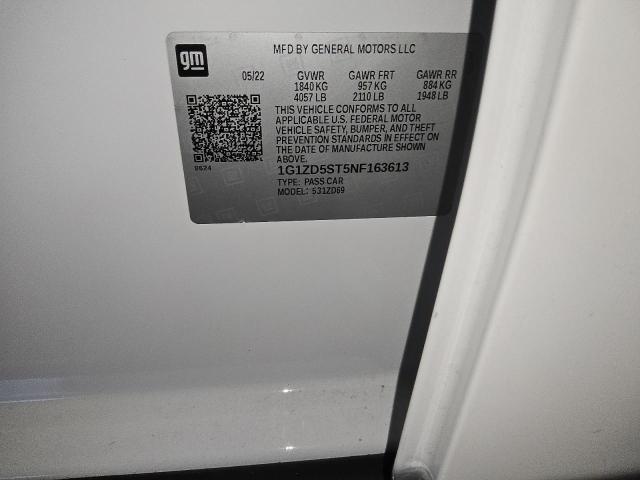 gm
MFD BY GENERAL MOTORS LLC
05/22 GVWR GAWR FRT GAWR RR
1840 KG 957 KG 884 KG
4057 LB 2110 LB 1948 LB
THIS VEHICLE CONFORMS TO ALL
APPLICABLE U.S. FEDERAL MOTOR
VEHICLE SAFETY, BUMPER, AND THEFT
PREVENTION STANDARDS IN EFFECT ON
THE DATE OF MANUFACTURE SHOWN
ABOVE.
1G1ZD5ST5NF163613
TYPE: PASS CAR
MODEL: 531ZD69